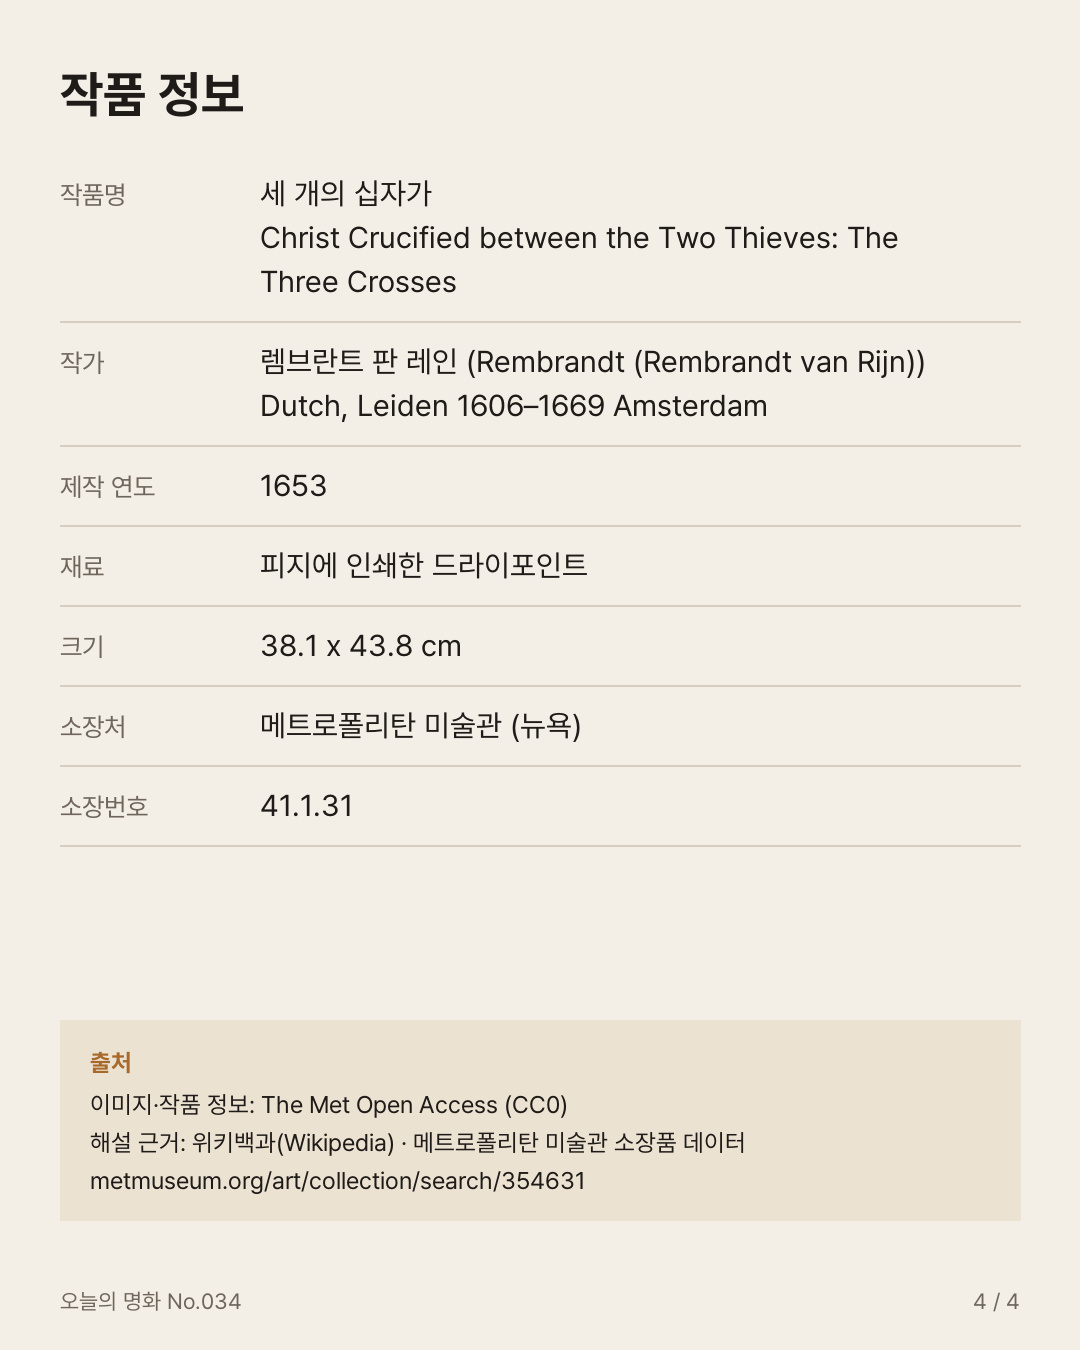 작품 정보
작품명
세 개의 십자가
Christ Crucified between the Two Thieves: The
Three Crosses
작가
렘브란트 판 레인 (Rembrandt (Rembrandt van Rijn))
Dutch, Leiden 1606–1669 Amsterdam
제작 연도
1653
재료
피지에 인쇄한 드라이포인트
크기
38.1 x 43.8 cm
소장처
메트로폴리탄 미술관 (뉴욕)
소장번호
41.1.31
출처
이미지·작품 정보: The Met Open Access (CC0)
해설 근거: 위키백과(Wikipedia) · 메트로폴리탄 미술관 소장품 데이터
metmuseum.org/art/collection/search/354631
오늘의 명화 No.034
4 / 4